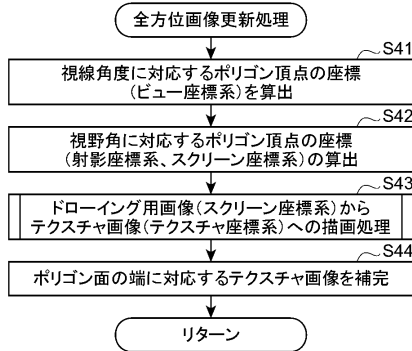 全方位画像更新処理
S41
視線角度に対応するポリゴン頂点の座標
(ビュー座標系)を算出
S42
視野角に対応するポリゴン頂点の座標
(射影座標系、スクリーン座標系)の算出
S43
ドローイング用画像(スクリーン座標系)から
テクスチャ画像(テクスチャ座標系)への描画処理
S44
ポリゴン面の端に対応するテクスチャ画像を補完
リターン